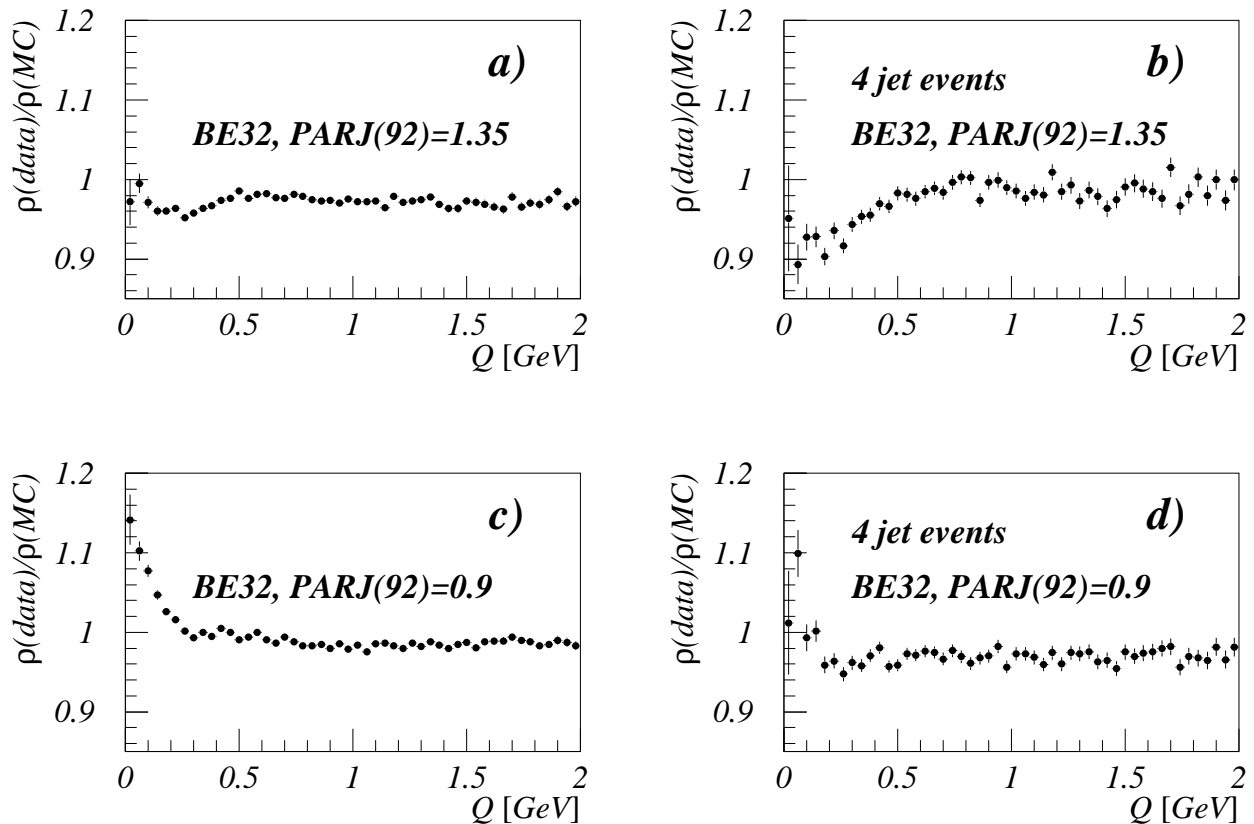 ρ(data)/ρ(MC)
1.2
1.1
1
0.9
a)
BE32, PARJ(92)=1.35
0 0.5 1 1.5 2
Q [GeV]
ρ(data)/ρ(MC)
1.2
1.1
1
0.9
b)
4 jet events
BE32, PARJ(92)=1.35
0 0.5 1 1.5 2
Q [GeV]
ρ(data)/ρ(MC)
1.2
1.1
1
0.9
c)
BE32, PARJ(92)=0.9
0 0.5 1 1.5 2
Q [GeV]
ρ(data)/ρ(MC)
1.2
1.1
1
0.9
d)
4 jet events
BE32, PARJ(92)=0.9
0 0.5 1 1.5 2
Q [GeV]